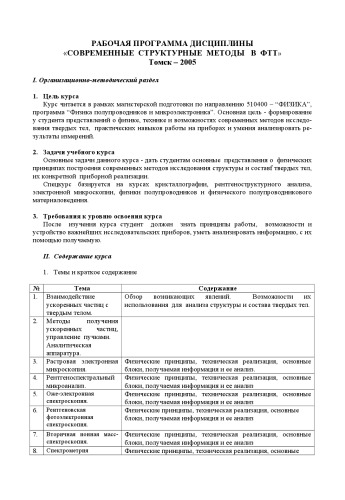 РАБОЧАЯ ПРОГРАММА ДИСЦИПЛИНЫ
«СОВРЕМЕННЫЕ СТРУКТУРНЫЕ МЕТОДЫ В ФТТ»
Томск – 2005
I. Организационно-методический раздел
1. Цель курса
Курс читается в рамках магистерской подготовки по направлению 510400 – “ФИЗИКА”,
программа “Физики полупроводников и микроэлектроника”. Основная цель - формирование
у студента представлений о физике, технике и возможностях современных методов исследо-
вания твердых тел, практических навыков работы на приборах и умения анализировать ре-
зультаты измерений.
2. Задачи учебного курса
Основные задачи данного курса - дать студентам основные представления о физических
принципах построения современных методов исследования структуры и состава твердых тел,
их конкретной приборной реализации.
Спецкурс базируется на курсах кристаллографии, рентгеноструктурного анализа,
электронной микроскопии, физики полупроводников и физического полупроводникового
материаловедения.
3. Требования к уровню освоения курса
После изучения курса студент должен знать принципы работы, возможности и
устройство важнейших исследовательских приборов, уметь анализировать информацию, с их
помощью получаемую.
II. Содержание курса
1. Темы и краткое содержание
№ Тема Содержание
1. Взаимодействие ускоренных частиц с твердым телом. Обзор возникающих явлений. Возможности их
использования для анализа структуры и состава твердых тел.
2. Методы получения
ускоренных частиц,
управление пучками.
Аналитическая
аппаратура.
3. Растровая электронная Физические принципы, техническая реализация, основные
микроскопия. блоки, получаемая информация и ее анализ.
4. Рентгеноспектральный Физические принципы, техническая реализация, основные
микроанализ. блоки, получаемая информация и ее анализ
5. Оже-электронная Физические принципы, техническая реализация, основные
спектроскопия. блоки, получаемая информация и ее анализ.
6. Рентгеновская Физические принципы, техническая реализация, основные
фотоэлектронная блоки, получаемая информация и ее анализ
спектроскопия.
7. Вторичная ионная масс- Физические принципы, техническая реализация, основные
спектроскопия. блоки, получаемая информация и ее анализ.
8. Спектрометрия Физические принципы, техническая реализация, основные